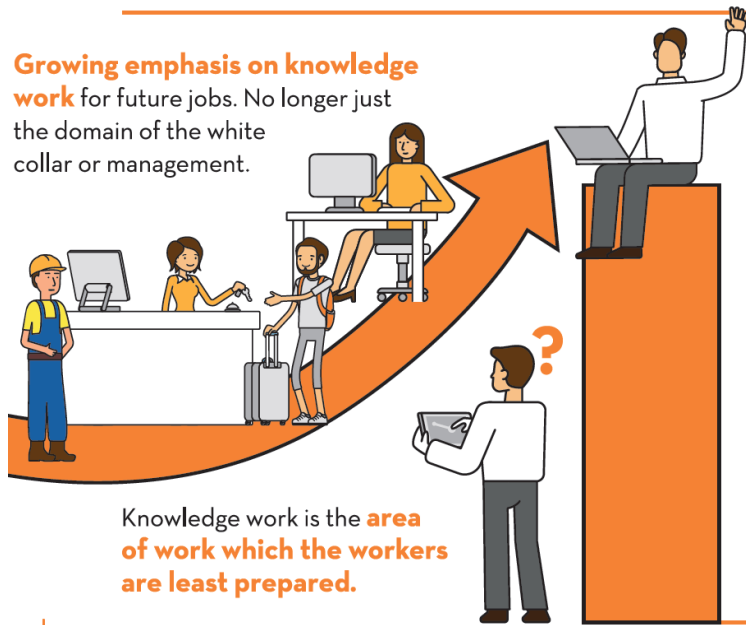 Growing emphasis on knowledge
work for future jobs. No longer just
the domain of the white
collar or management.
?
Knowledge work is the area
of work which the workers
are least prepared.